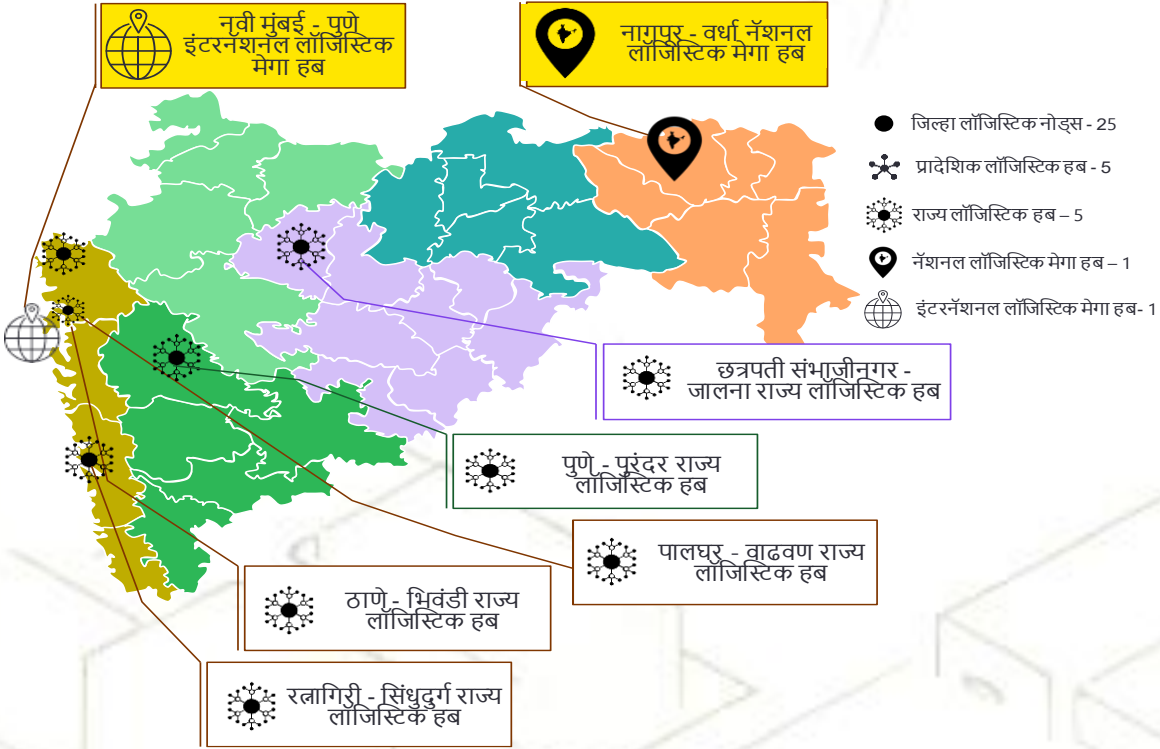 नवी मुंबई - पुणे
इंटरनॅशनल लॉजिस्टिक
मेगा हब
नागपूर - वर्धा नॅशनल
लॉजिस्टिक मेगा हब
जिल्हा लॉजिस्टिक नोड्स - 25
प्रादेशिक लॉजिस्टिक हब - 5
राज्य लॉजिस्टिक हब – 5
नॅशनल लॉजिस्टिक मेगा हब – 1
इंटरनॅशनल लॉजिस्टिक मेगा हब- 1
छत्रपती संभाजीनगर -
जालना राज्य लॉजिस्टिक हब
पुणे - पुरंदर राज्य
लॉजिस्टिक हब
पालघर - वाढवण राज्य
लॉजिस्टिक हब
ठाणे - भिवंडी राज्य
लॉजिस्टिक हब
रत्नागिरी - सिंधुदुर्ग राज्य
लॉजिस्टिक हब